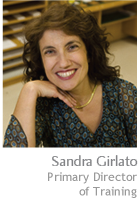 Sandra Girlato
Primary Director
of Training